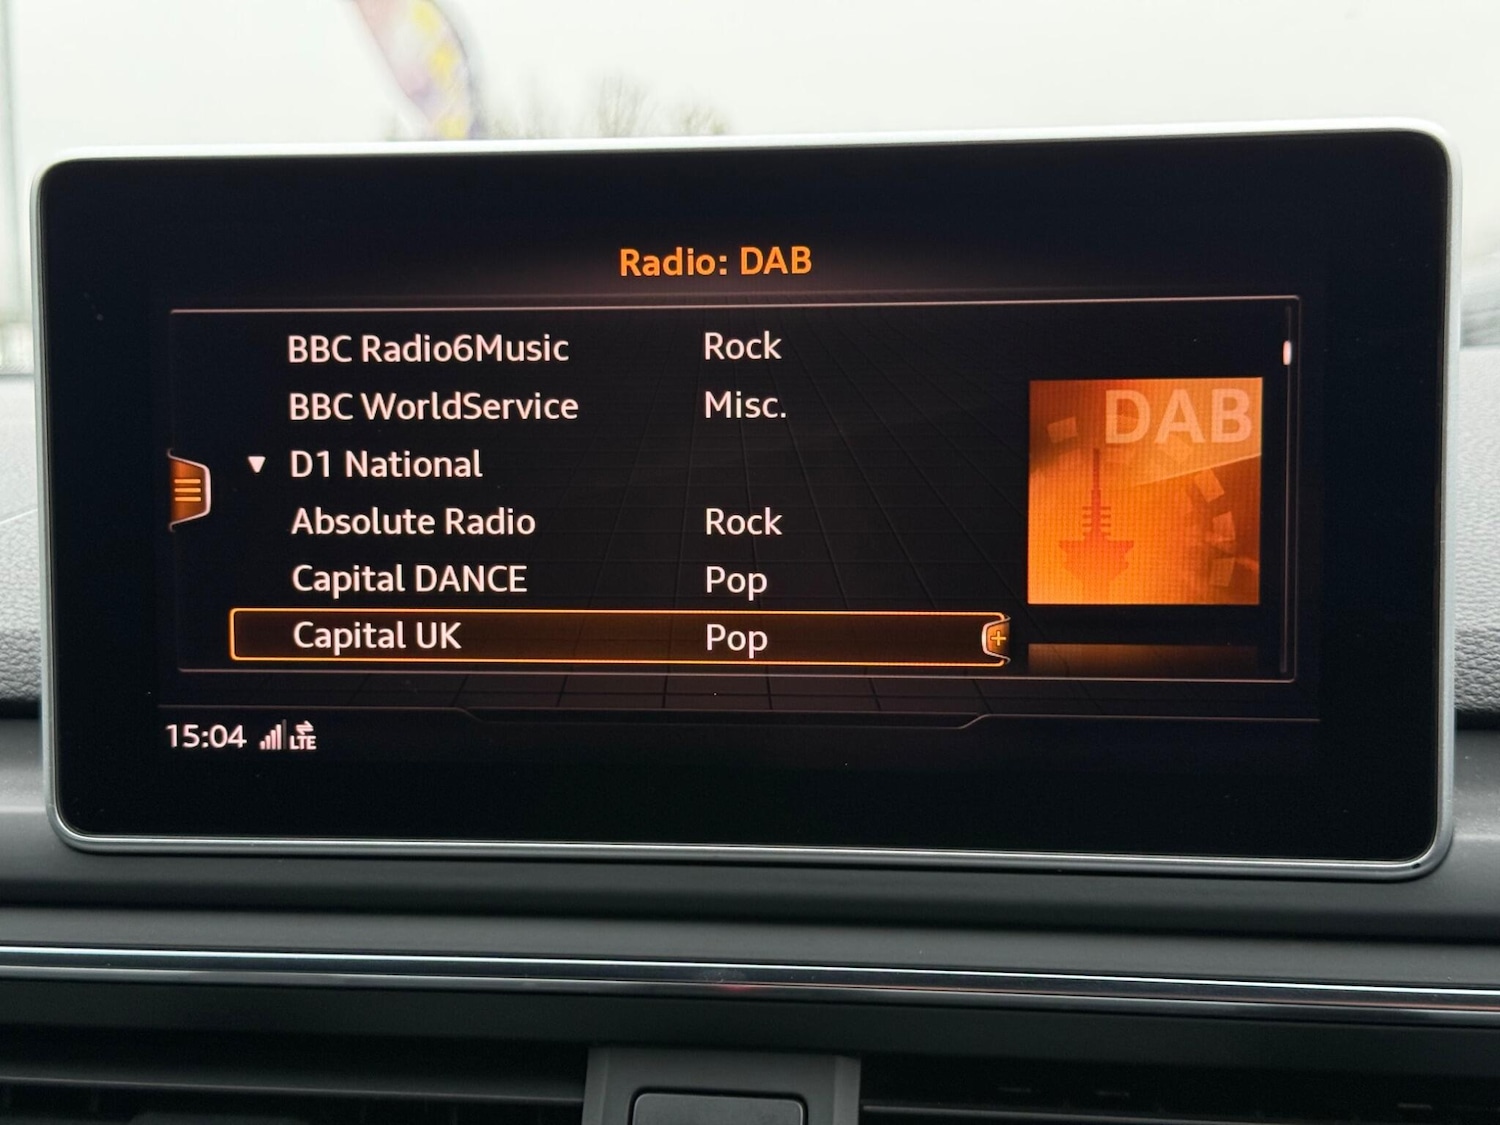 Radio: DAB
BBC Radio6Music Rock
BBC WorldService Misc.
▼ D1 National
Absolute Radio Rock
Capital DANCE Pop
Capital UK Pop
DAB
15:04 LTE